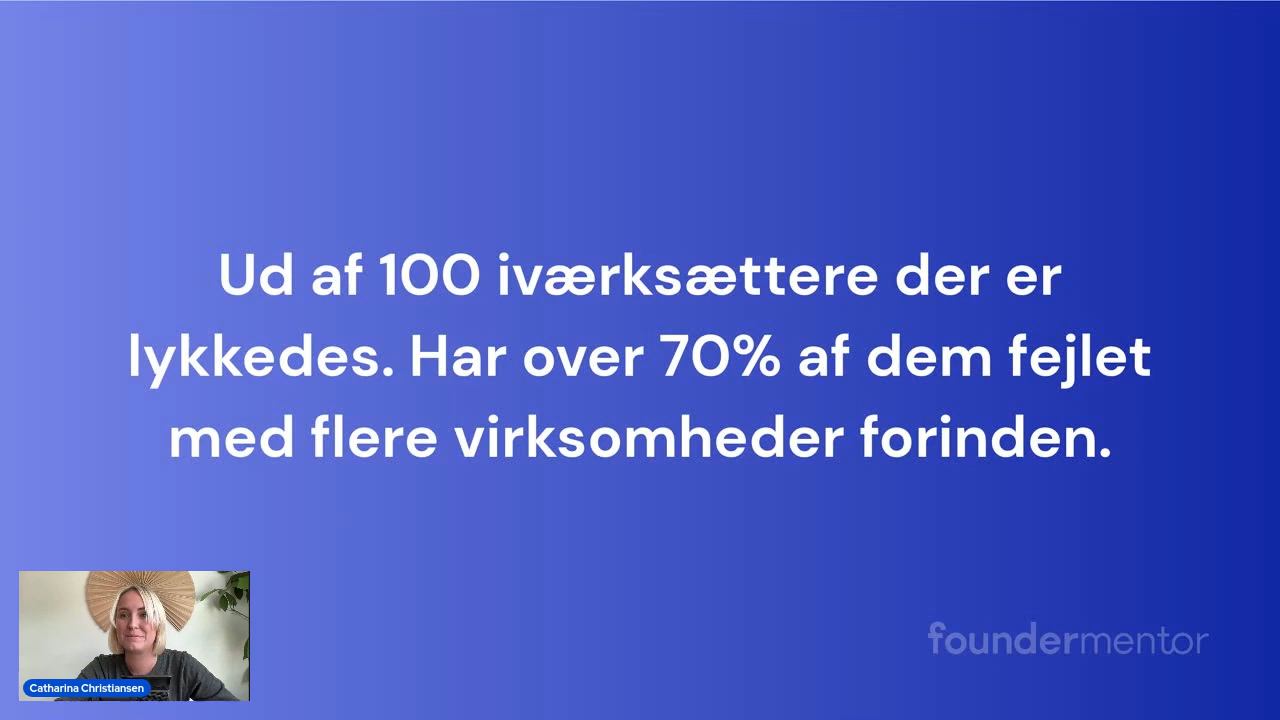 Ud af 100 iværksættere der er
lykkedes. Har over 70% af dem fejlet
med flere virksomheder forinden.
foundermentor
Catharina Christiansen